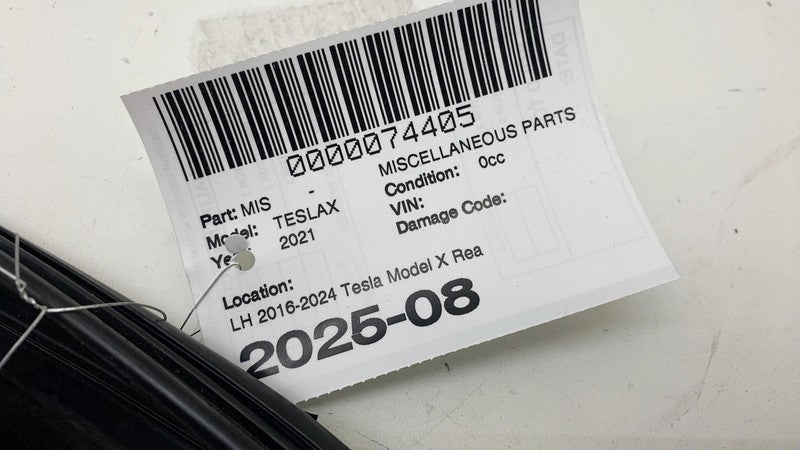 0000074405
Part: MIS - MISCELLANEOUS PARTS
Model: TESLAX Condition: 0cc
2021 VIN:
Damage Code:
Location:
LH 2016-2024 Tesla Model X Rea
2025-08